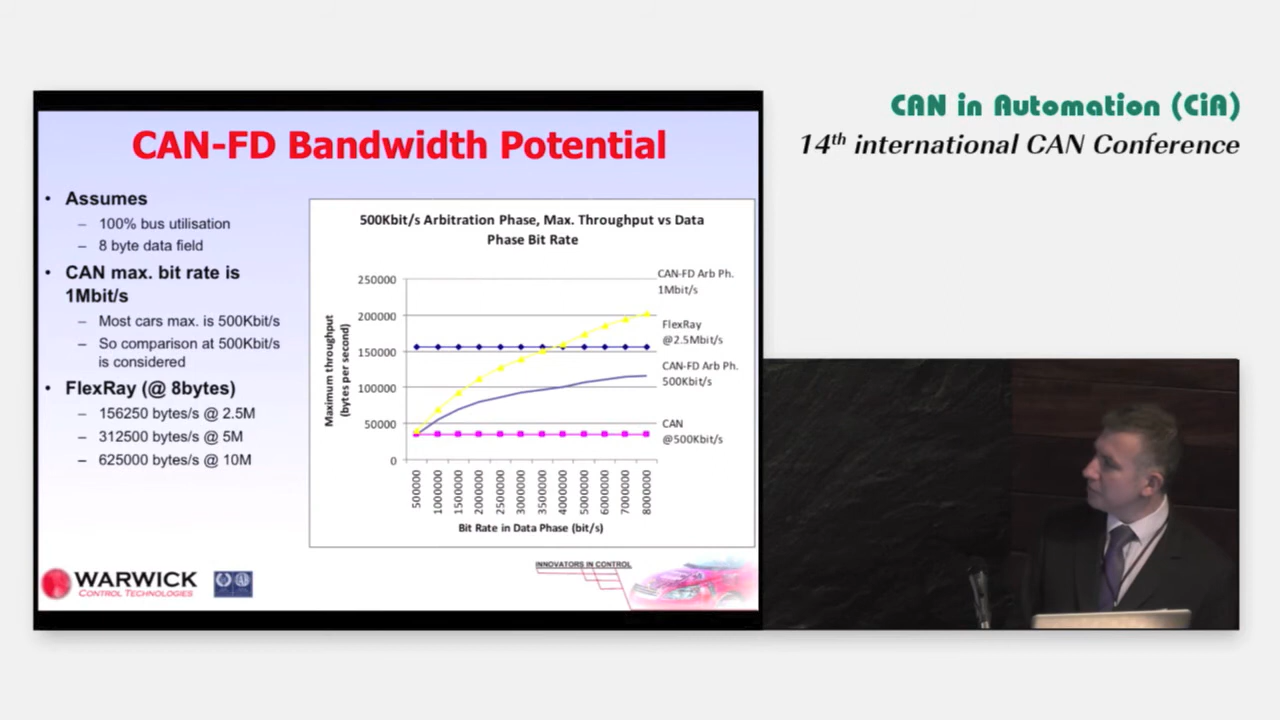 CAN in Automation (CiA)
14th international CAN Conference
CAN-FD Bandwidth Potential
• Assumes
– 100% bus utilisation
– 8 byte data field
• CAN max. bit rate is
1Mbit/s
– Most cars max. is 500Kbit/s
– So comparison at 500Kbit/s
is considered
• FlexRay (@ 8bytes)
– 156250 bytes/s @ 2.5M
– 312500 bytes/s @ 5M
– 625000 bytes/s @ 10M
500Kbit/s Arbitration Phase, Max. Throughput vs Data
Phase Bit Rate
Maximum throughput
(bytes per second)
250000
200000
150000
100000
50000
0
CAN-FD Arb Ph.
1Mbit/s
FlexRay
@2.5Mbit/s
CAN-FD Arb Ph.
500Kbit/s
CAN
@500Kbit/s
500000
1000000
1500000
2000000
2500000
3000000
3500000
4000000
5000000
6000000
7000000
8000000
Bit Rate in Data Phase (bit/s)
WARWICK
CONTROL TECHNOLOGIES
INNOVATORS IN CONTROL